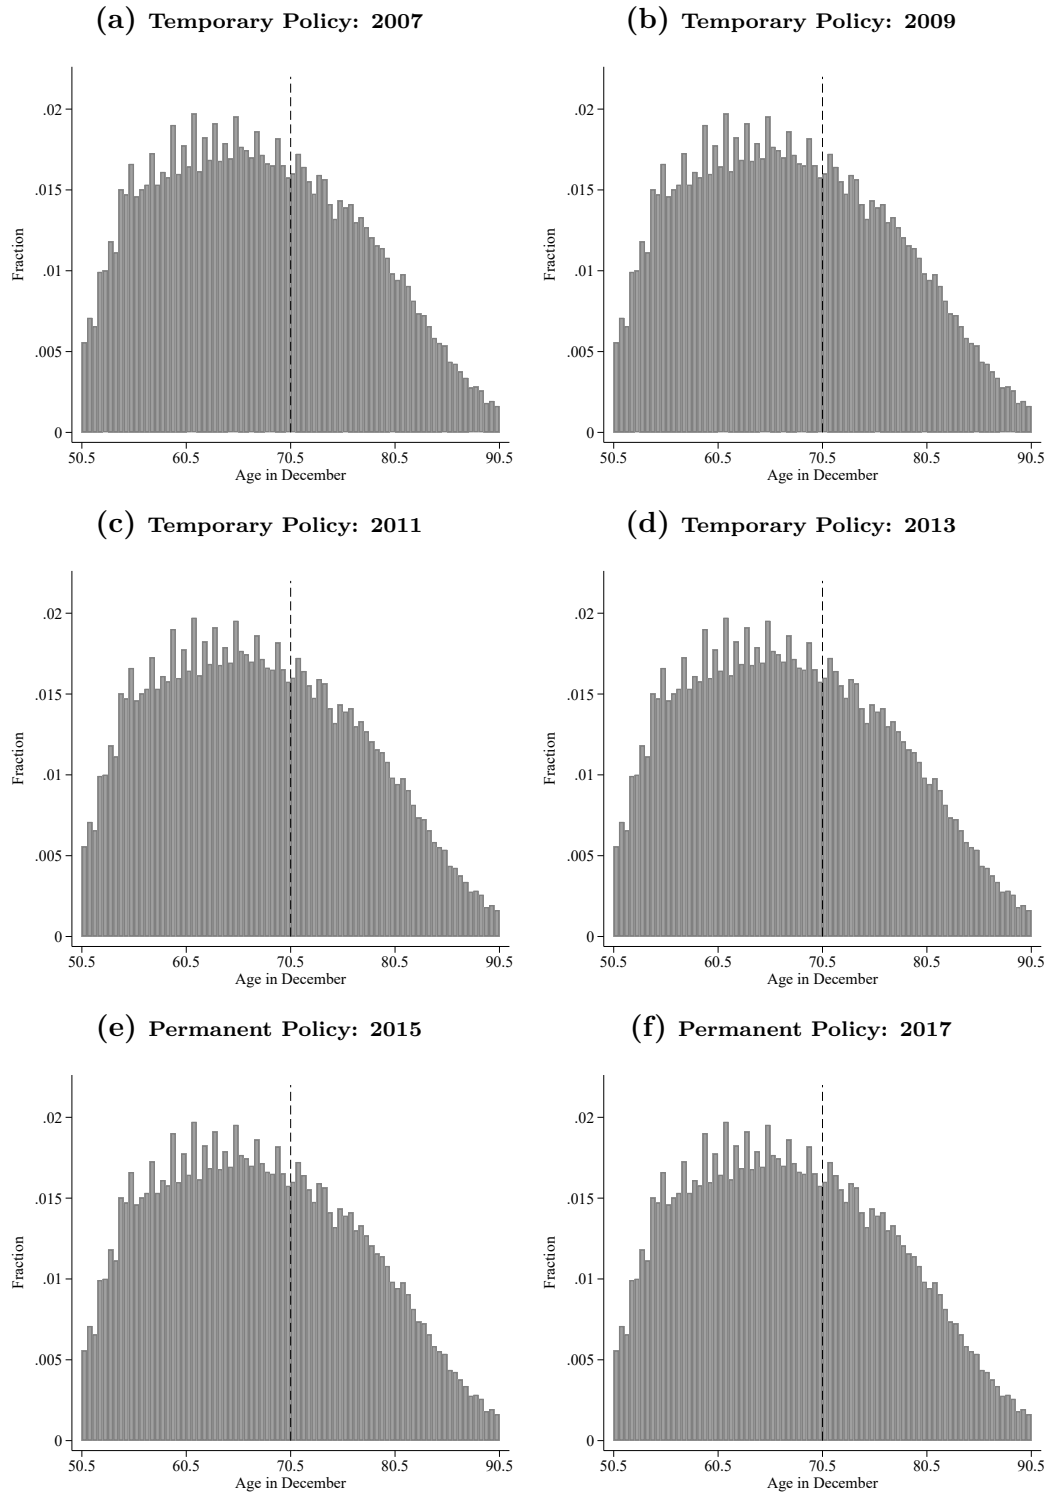 (a) Temporary Policy: 2007
.02
.015
.01
.005
0
Fraction
50.5 60.5 70.5 80.5 90.5
Age in December
(b) Temporary Policy: 2009
.02
.015
.01
.005
0
Fraction
50.5 60.5 70.5 80.5 90.5
Age in December
(c) Temporary Policy: 2011
.02
.015
.01
.005
0
Fraction
50.5 60.5 70.5 80.5 90.5
Age in December
(d) Temporary Policy: 2013
.02
.015
.01
.005
0
Fraction
50.5 60.5 70.5 80.5 90.5
Age in December
(e) Permanent Policy: 2015
.02
.015
.01
.005
0
Fraction
50.5 60.5 70.5 80.5 90.5
Age in December
(f) Permanent Policy: 2017
.02
.015
.01
.005
0
Fraction
50.5 60.5 70.5 80.5 90.5
Age in December